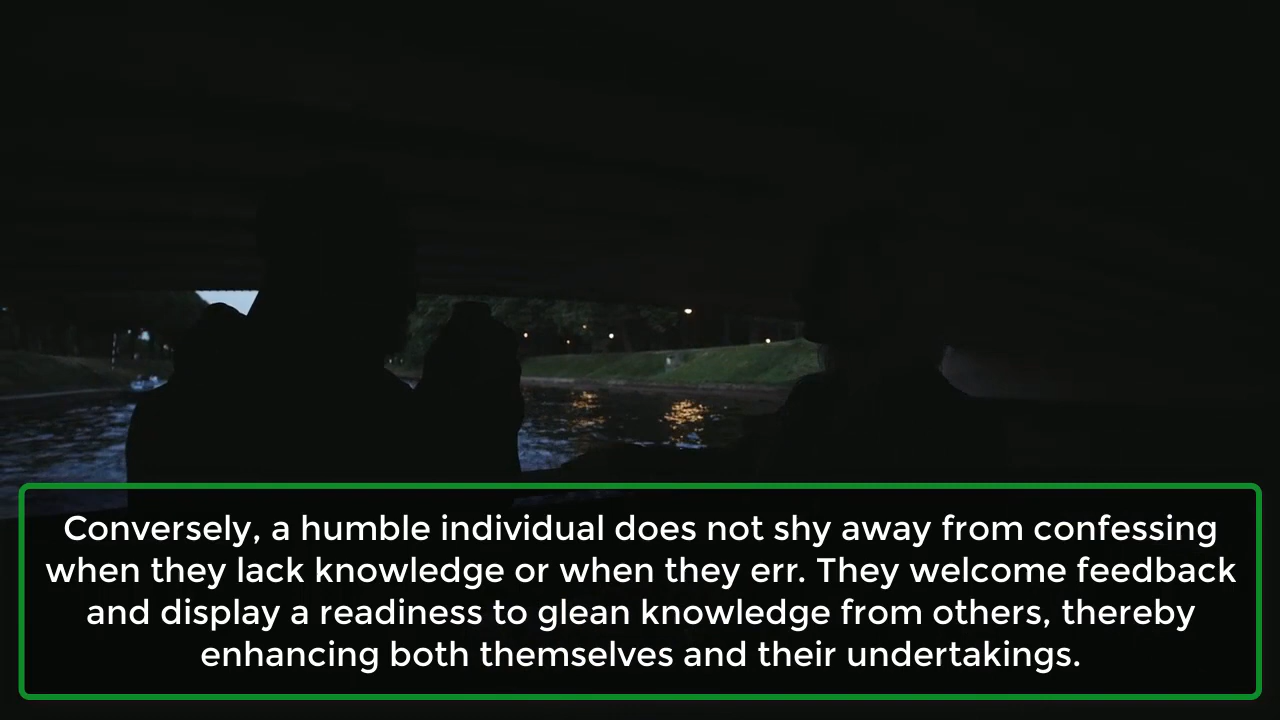 Conversely, a humble individual does not shy away from confessing
when they lack knowledge or when they err. They welcome feedback
and display a readiness to glean knowledge from others, thereby
enhancing both themselves and their undertakings.